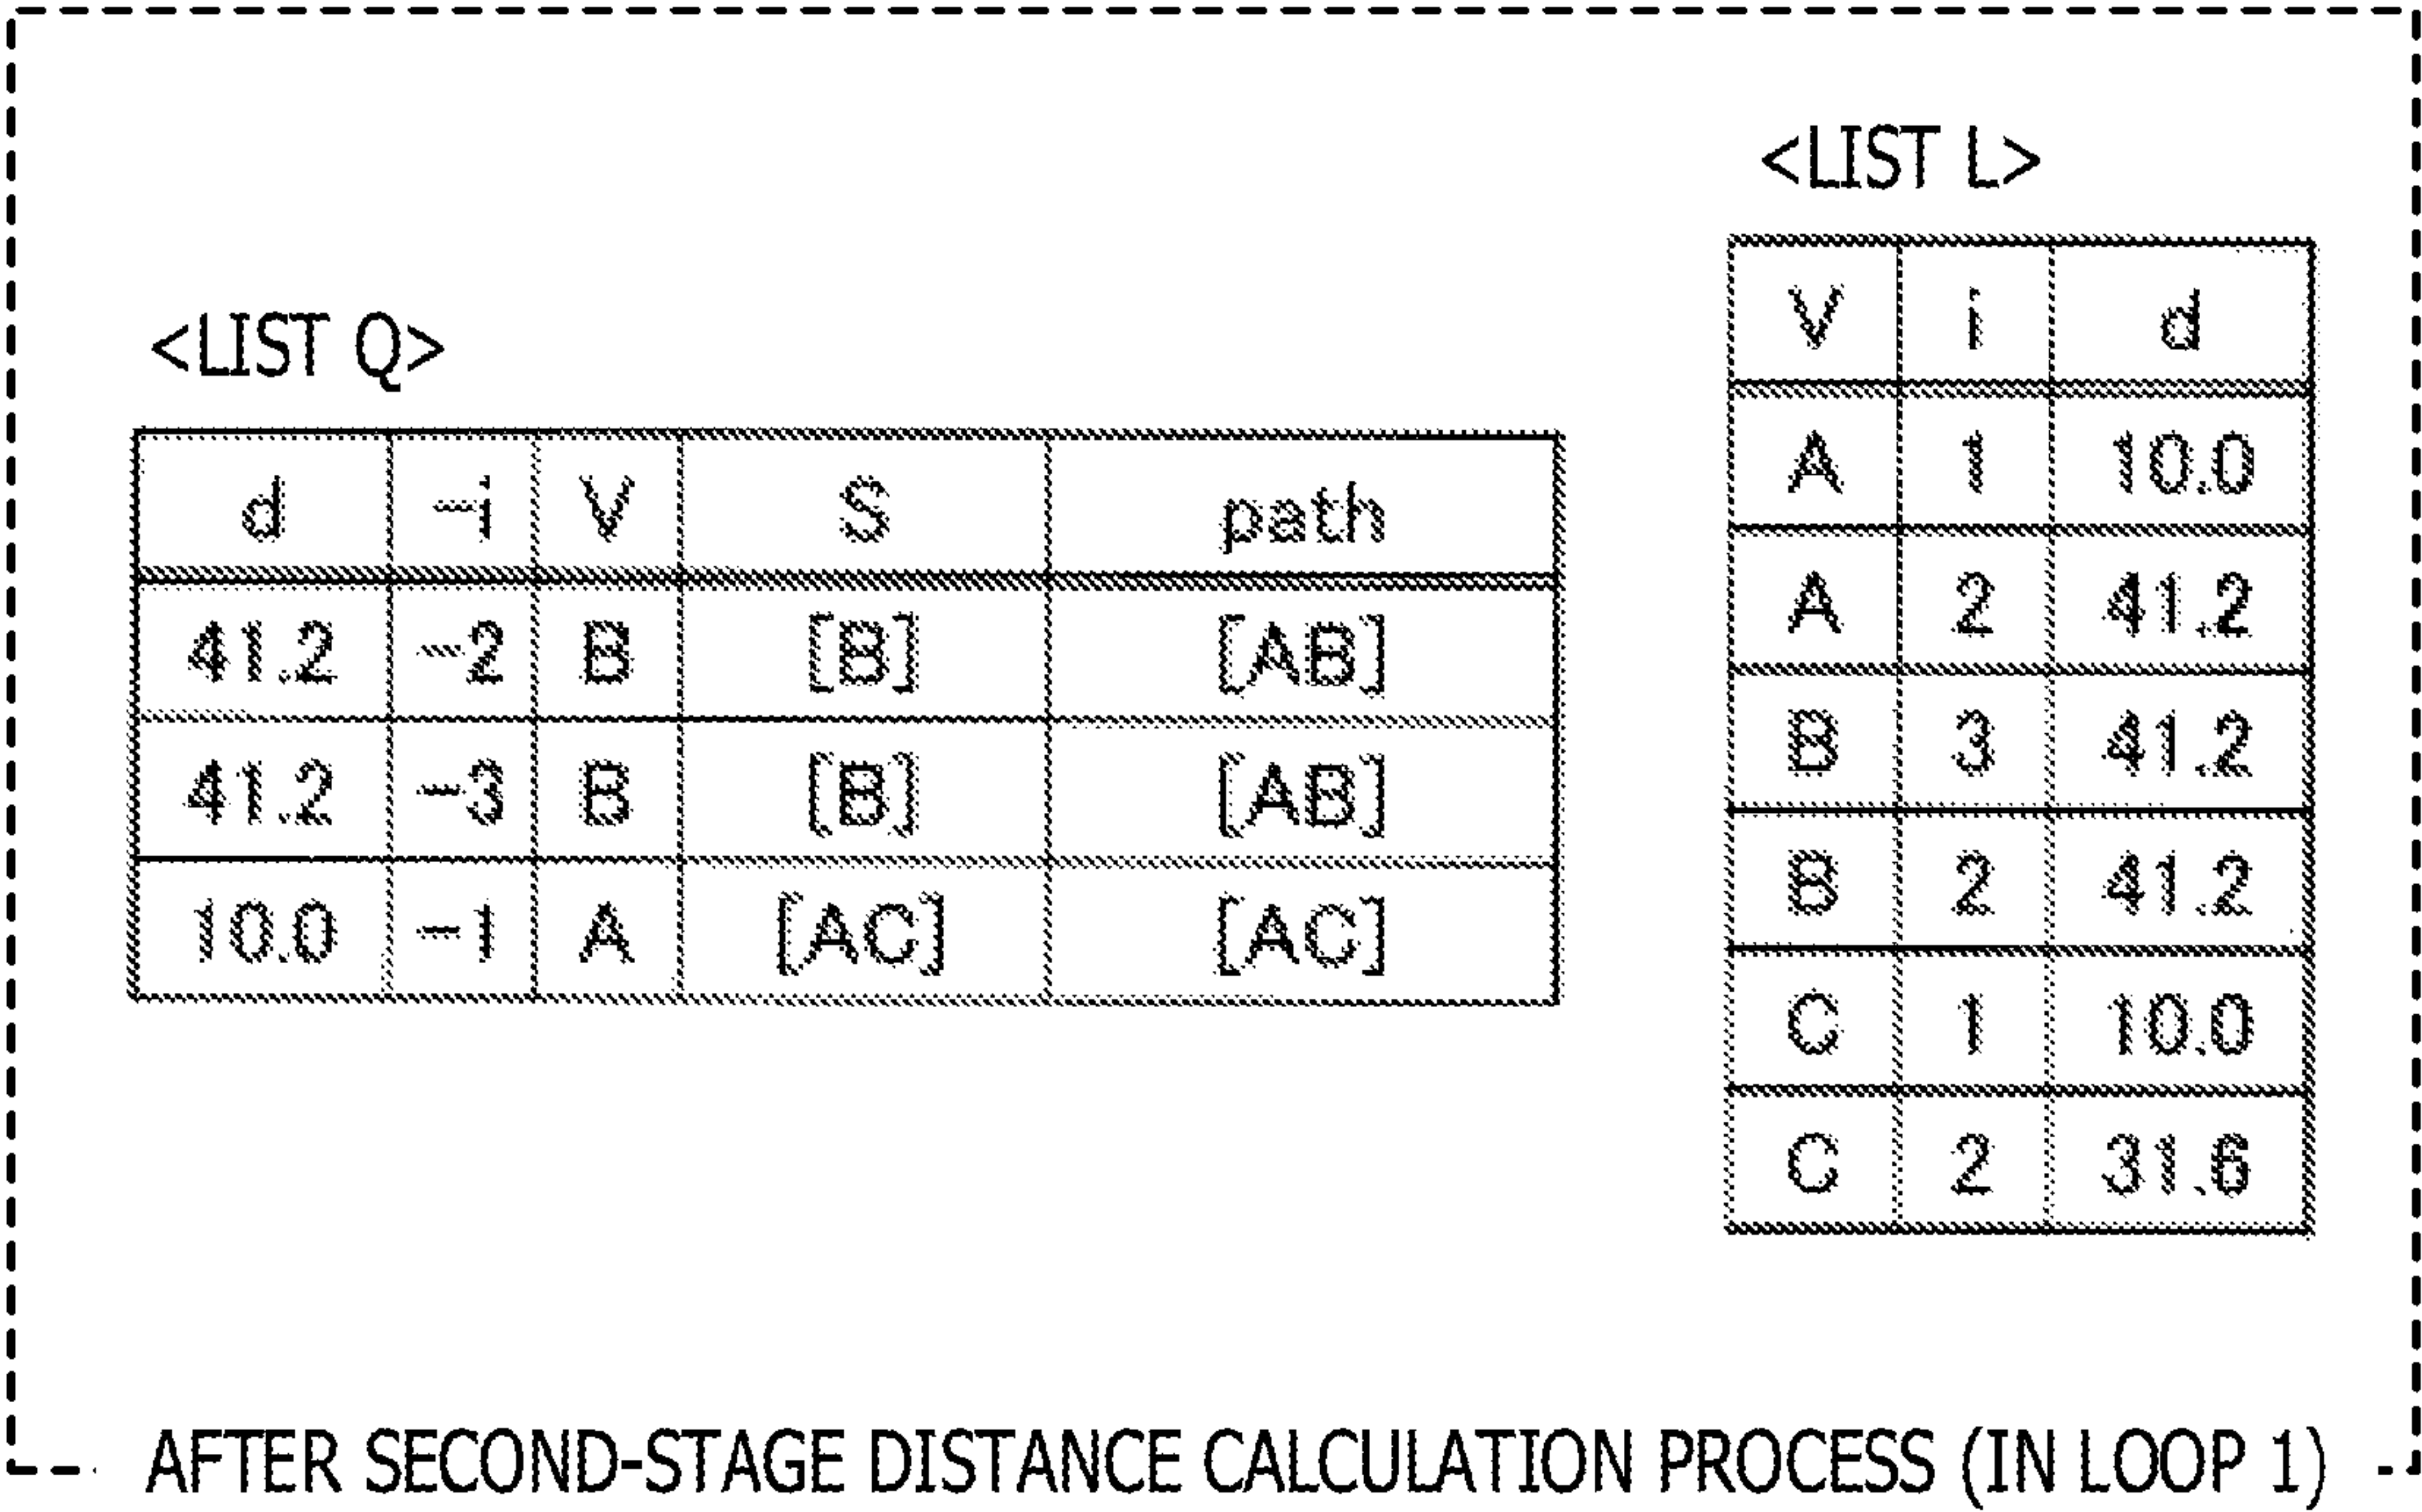 <LIST Q>
d -i V S path
41.2 -2 B [B] [AB]
41.2 -3 B [B] [AB]
10.0 -1 A [AC] [AC]
<LIST L>
V i d
A 1 10.0
A 2 41.2
B 3 41.2
B 2 41.2
C 1 10.0
C 2 31.6
AFTER SECOND-STAGE DISTANCE CALCULATION PROCESS (IN LOOP 1)